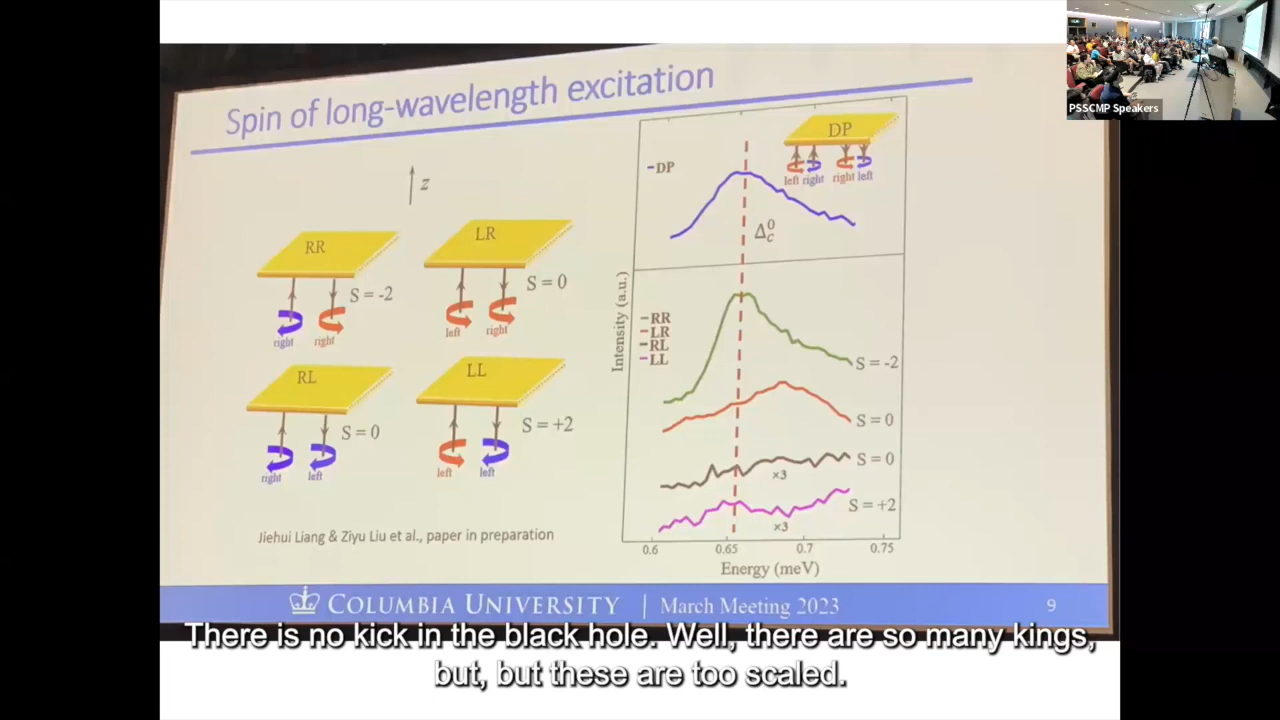 PSSCMP Speakers
Spin of long-wavelength excitation
z
RR
S = -2
right
right
LR
S = 0
left
right
RL
S = 0
right
left
LL
S = +2
left
left
Jiehui Liang & Ziyu Liu et al., paper in preparation
DP
DP
left right right left
Δ⁰c
Intensity (a.u.)
RR
LR
RL
LL
S = -2
S = 0
S = 0
×3
S = +2
×3
0.6 0.65 0.7 0.75
Energy (meV)
COLUMBIA UNIVERSITY | March Meeting 2023 9
There is no kick in the black hole. Well, there are so many kings,
but, but these are too scaled.